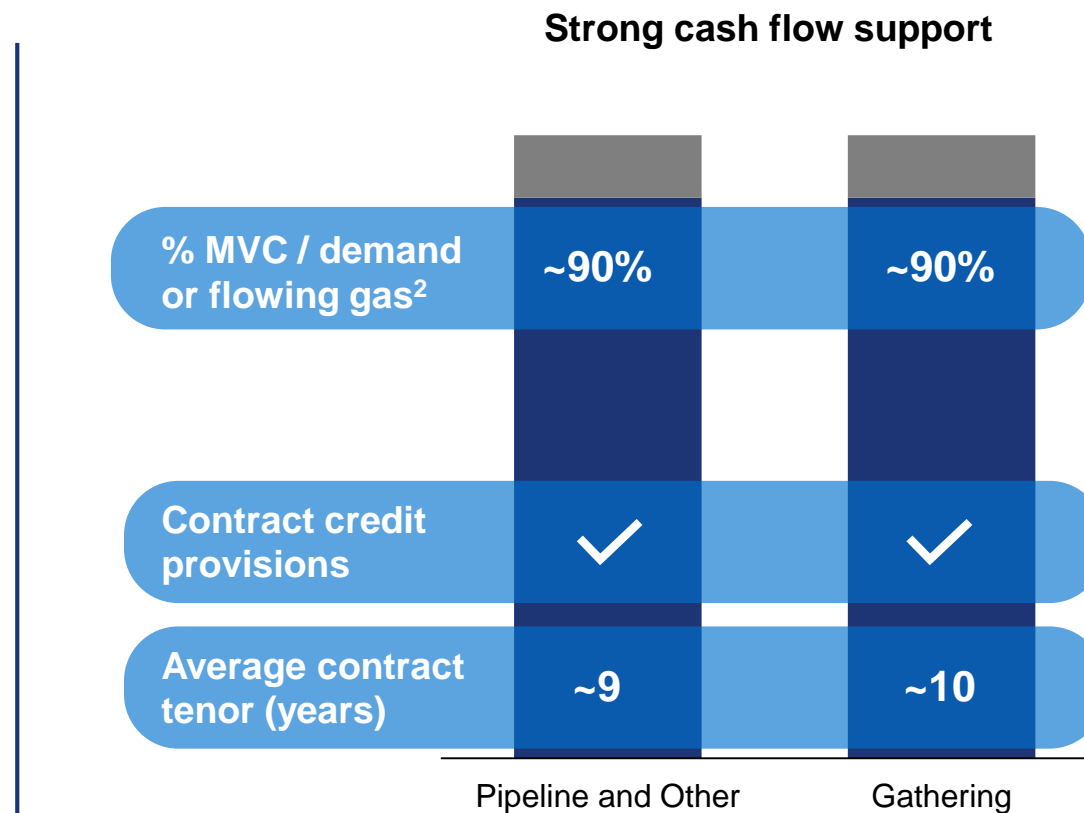 Strong cash flow support
% MVC / demand
or flowing gas²
~90%
~90%
Contract credit
provisions
Average contract
tenor (years)
~9
~10
Pipeline and Other
Gathering